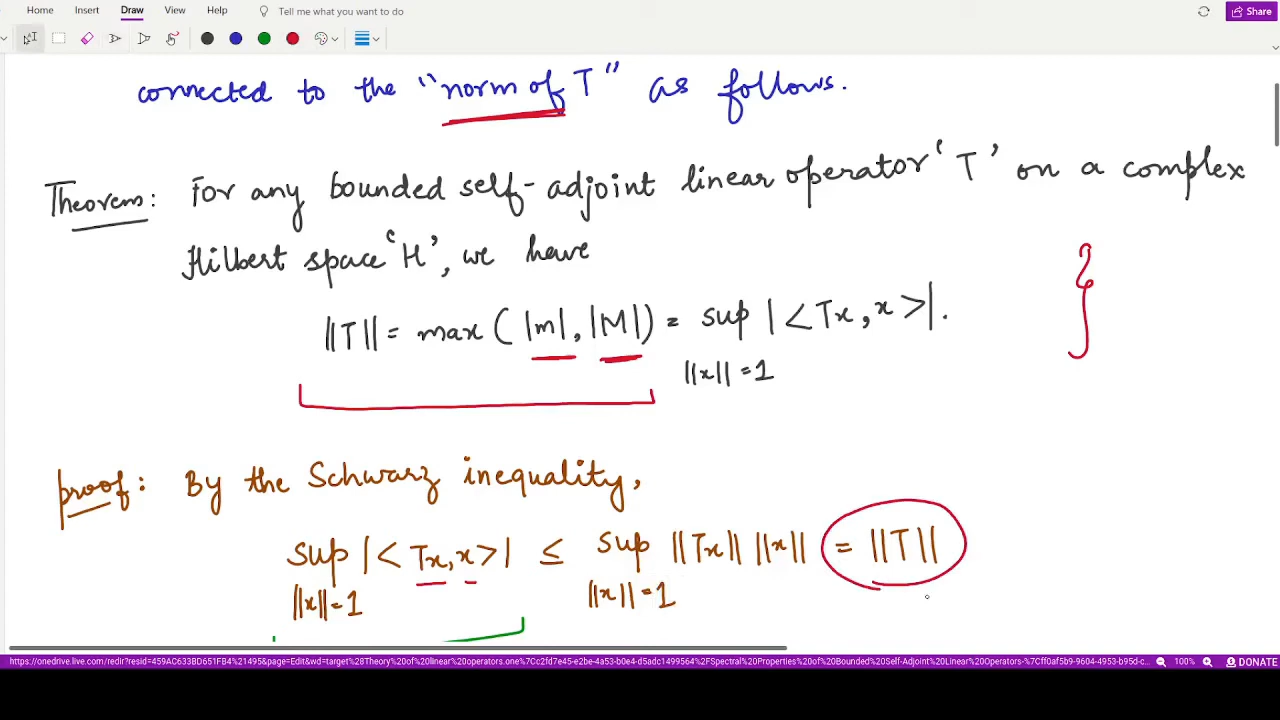 Home Insert Draw View Help Tell me what you want to do Share
connected to the "norm of T" as follows.
Theorem: For any bounded self-adjoint linear operator 'T' on a complex
Hilbert space 'H', we have
||T|| = max (|m|, |M|) = sup |<Tx, x>|.
||x|| = 1
proof: By the Schwarz inequality,
sup |<Tx, x>| ≤ sup ||Tx|| ||x|| = ||T||
||x|| = 1 ||x|| = 1
100% DONATE